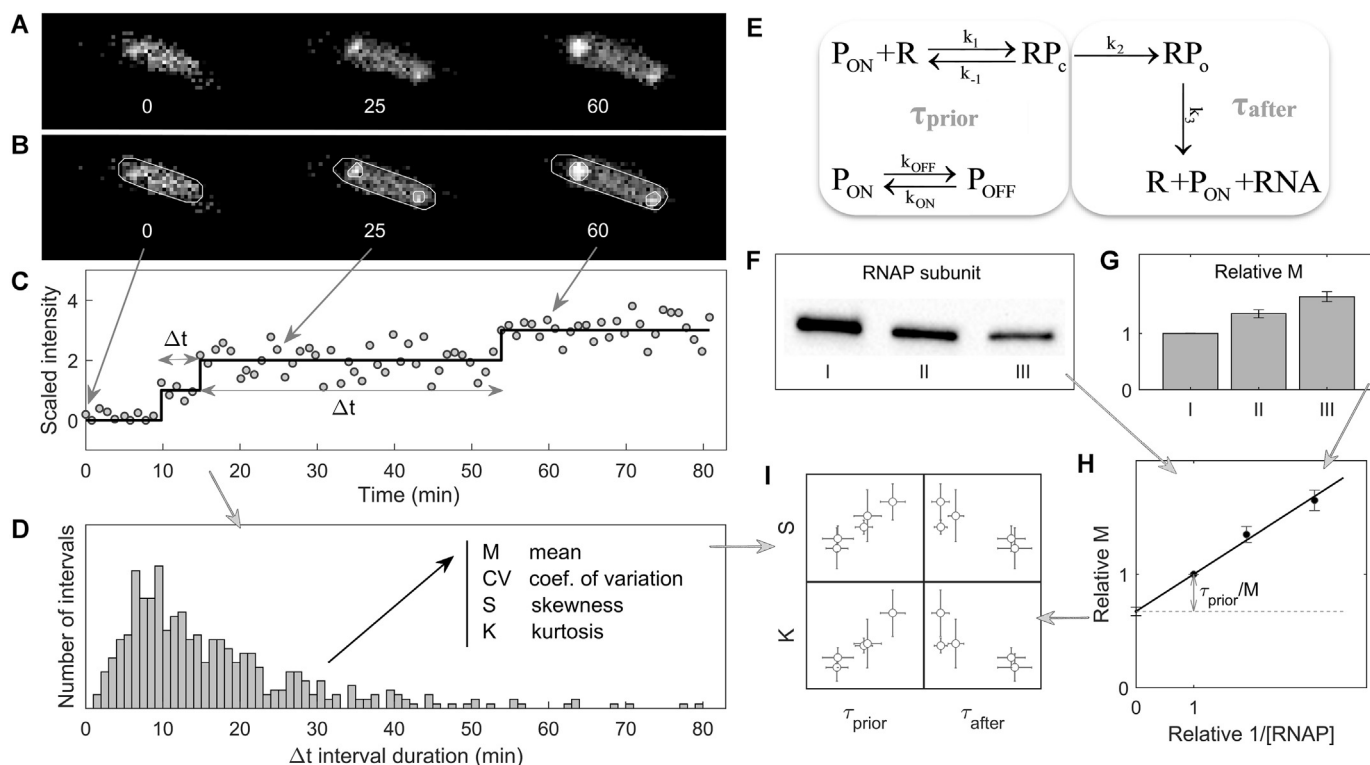 A
0 25 60
B
0 25 60
C
Scaled intensity
4
2
0
Δt
Δt
0 10 20 30 40 50 60 70 80
Time (min)
D
Number of intervals
M mean
CV coef. of variation
S skewness
K kurtosis
0 10 20 30 40 50 60 70 80
Δt interval duration (min)
E
P_ON+R k_1 k_-1 RP_c k_2 RP_o
τ_prior k_3 τ_after
P_ON k_OFF k_ON P_OFF R+P_ON+RNA
F
RNAP subunit
I II III
G
Relative M
1
0
I II III
I
S
K
τ_prior τ_after
H
Relative M
1
0
τ_prior/M
0 1
Relative 1/[RNAP]